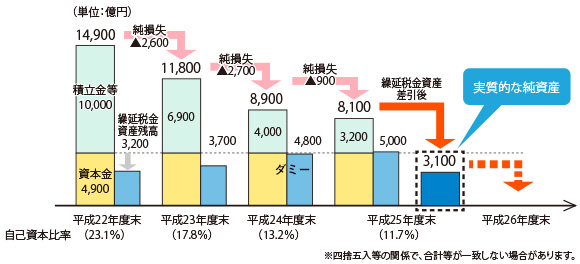 （単位：億円）
14,900
純損失
▲2,600
11,800
純損失
▲2,700
8,900
純損失
▲900
8,100
繰延税金資産
差引後
実質的な純資産
積立金等
10,000
繰延税金
資産残高
3,200
6,900
3,700
4,000
4,800
3,200
5,000
3,100
資本金
4,900
ダミー
平成22年度末
平成23年度末
平成24年度末
平成25年度末
平成26年度末
自己資本比率
（23.1％）
（17.8％）
（13.2％）
（11.7％）
※四捨五入等の関係で、合計等が一致しない場合があります。